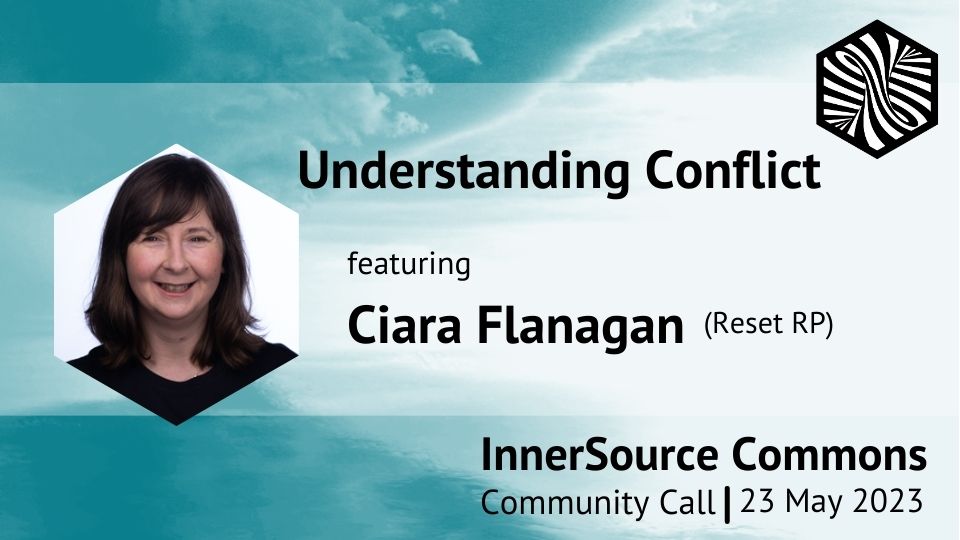 Understanding Conflict
featuring
Ciara Flanagan (Reset RP)
InnerSource Commons
Community Call | 23 May 2023